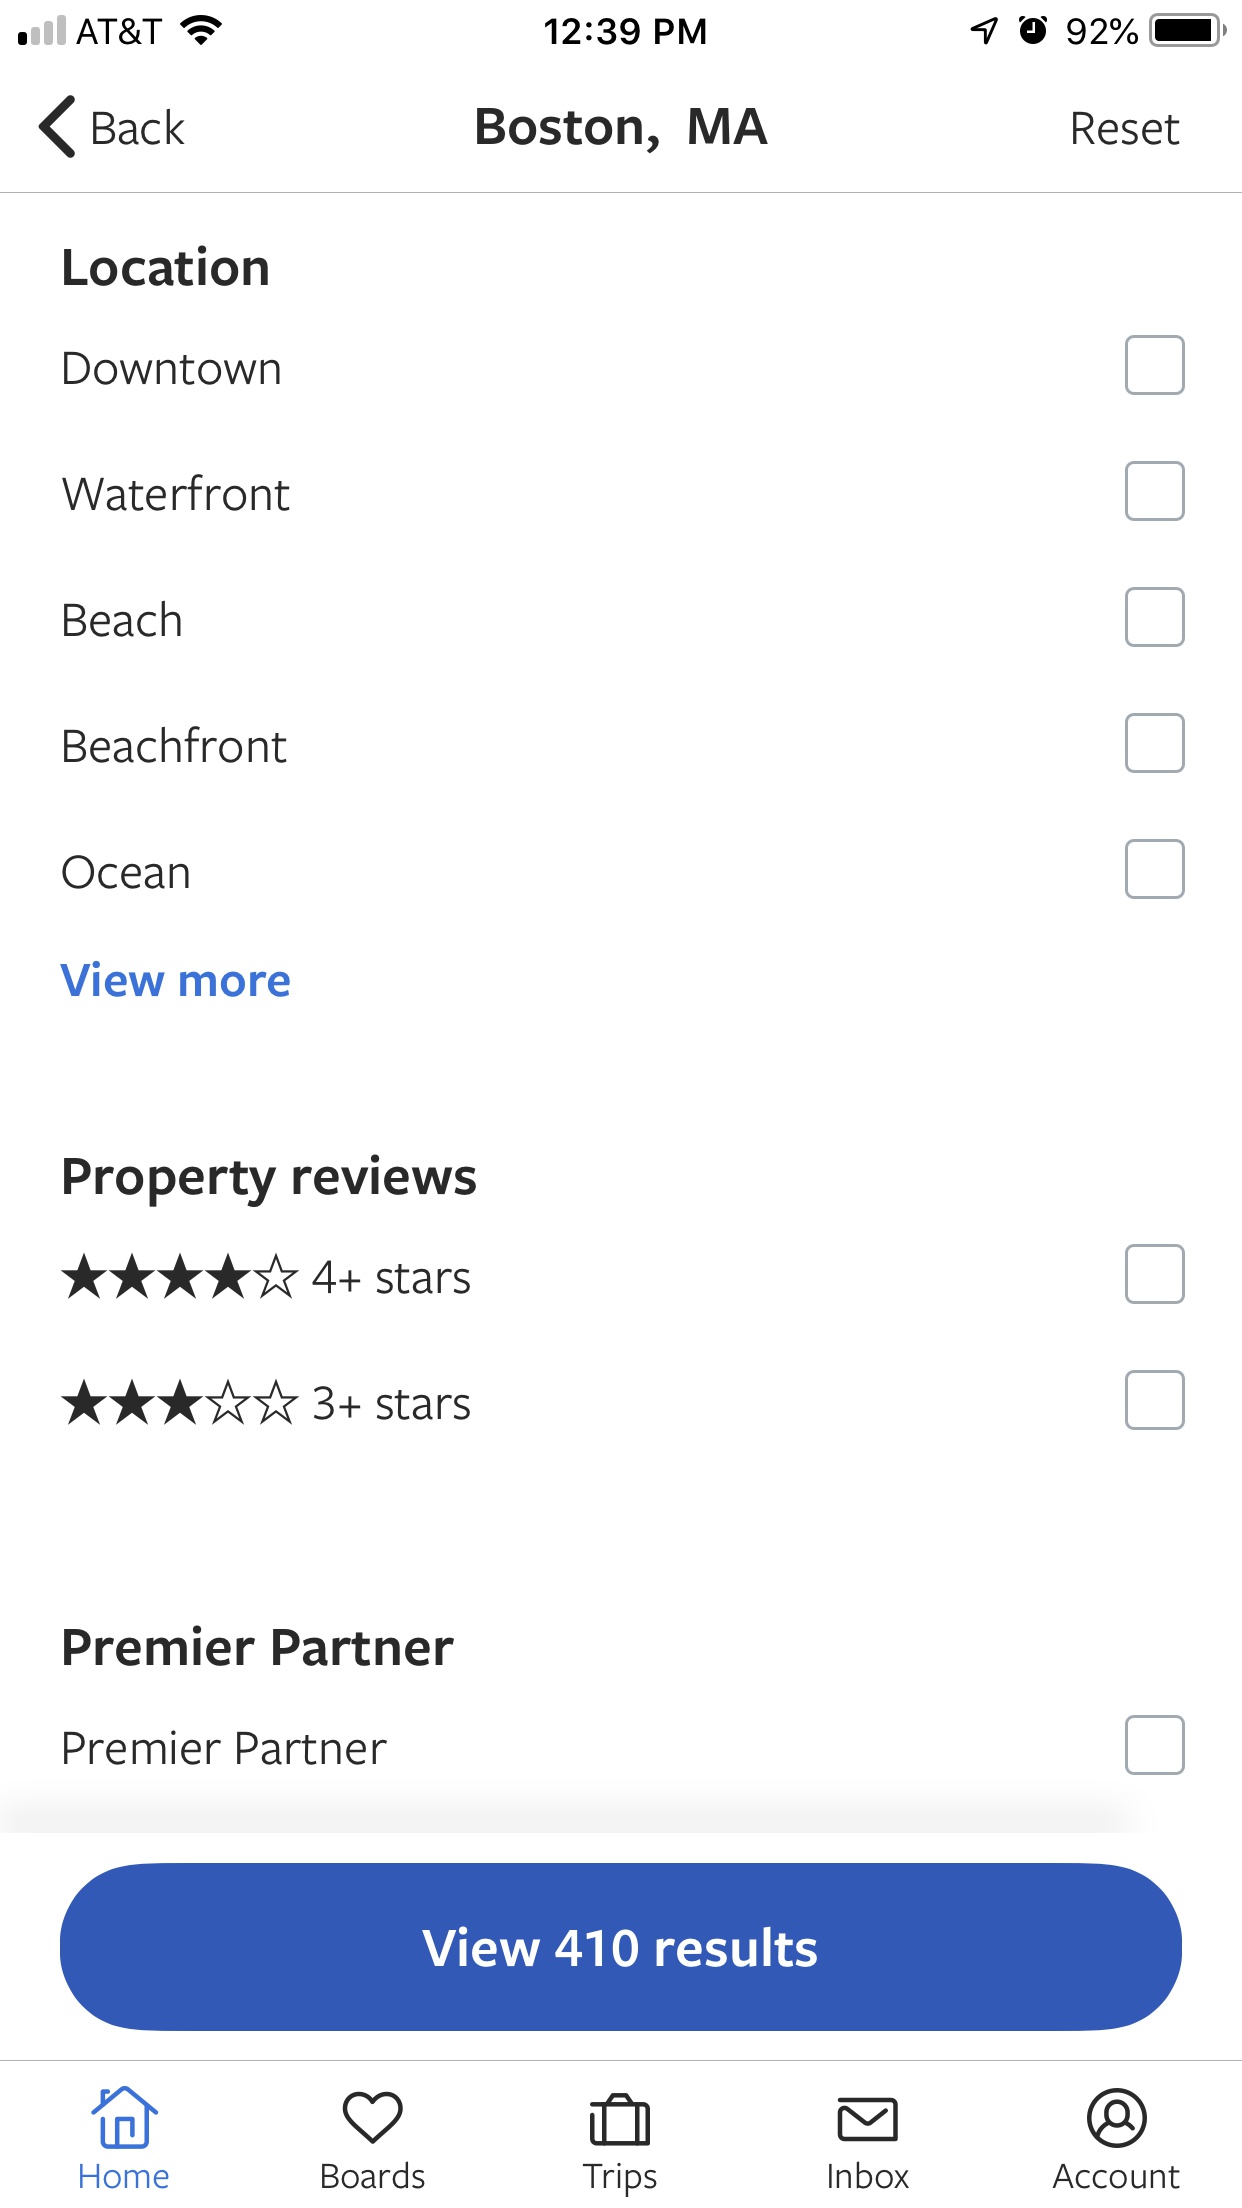 AT&T 12:39 PM 92%
Back Boston, MA Reset
Location
Downtown
Waterfront
Beach
Beachfront
Ocean
View more
Property reviews
★★★★☆ 4+ stars
★★★☆☆ 3+ stars
Premier Partner
Premier Partner
View 410 results
Home Boards Trips Inbox Account